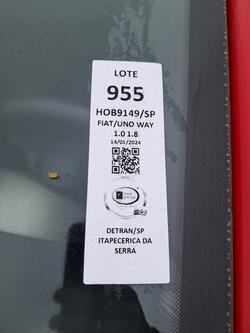 LOTE
955
HOB9149/SP
FIAT/UNO WAY
1.0 1.8
14/01/2024
DETRAN/SP
ITAPECERICA DA
SERRA